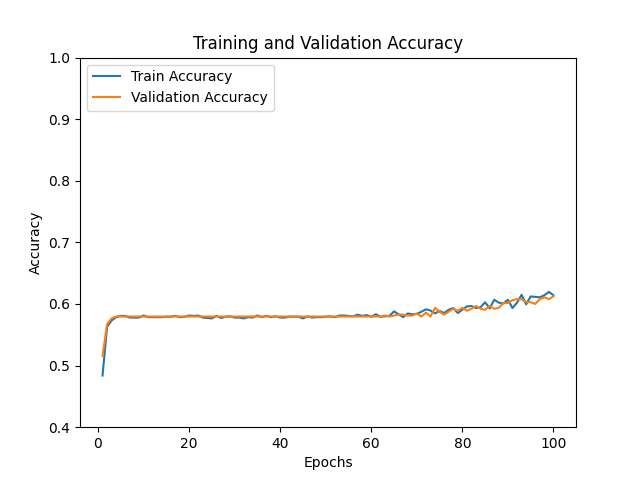 Training and Validation Accuracy
1.0
0.9
0.8
0.7
0.6
0.5
0.4
Accuracy
Train Accuracy
Validation Accuracy
0 20 40 60 80 100
Epochs